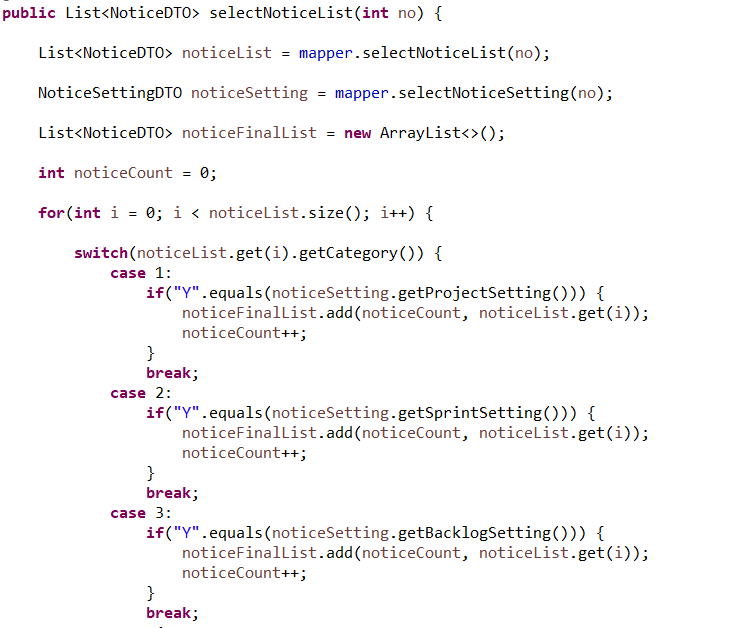 public List<NoticeDTO> selectNoticeList(int no) {
List<NoticeDTO> noticeList = mapper.selectNoticeList(no);
NoticeSettingDTO noticeSetting = mapper.selectNoticeSetting(no);
List<NoticeDTO> noticeFinalList = new ArrayList<>();
int noticeCount = 0;
for(int i = 0; i < noticeList.size(); i++) {
switch(noticeList.get(i).getCategory()) {
case 1:
if("Y".equals(noticeSetting.getProjectSetting())) {
noticeFinalList.add(noticeCount, noticeList.get(i));
noticeCount++;
}
break;
case 2:
if("Y".equals(noticeSetting.getSprintSetting())) {
noticeFinalList.add(noticeCount, noticeList.get(i));
noticeCount++;
}
break;
case 3:
if("Y".equals(noticeSetting.getBacklogSetting())) {
noticeFinalList.add(noticeCount, noticeList.get(i));
noticeCount++;
}
break;